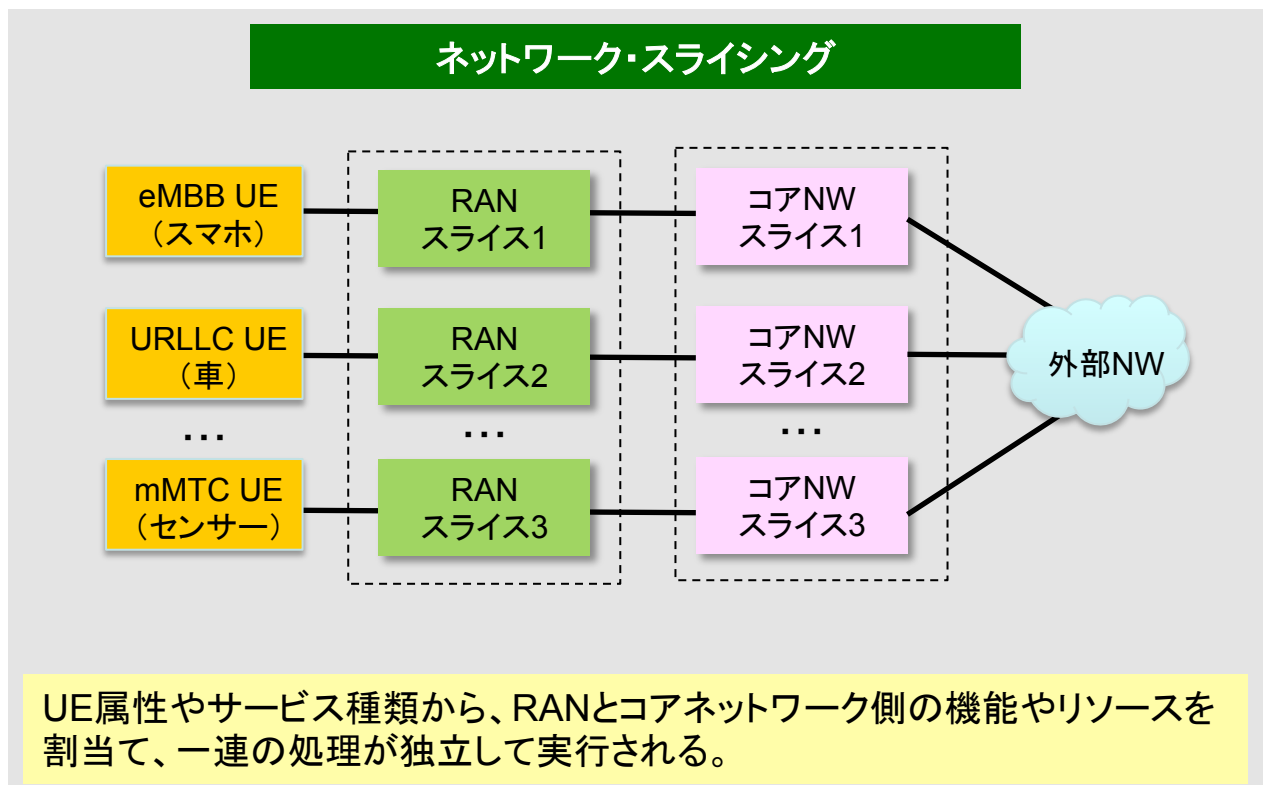 ネットワーク・スライシング
eMBB UE
（スマホ）
RAN
スライス1
コアNW
スライス1
URLLC UE
（車）
RAN
スライス2
コアNW
スライス2
外部NW
...
...
...
mMTC UE
（センサー）
RAN
スライス3
コアNW
スライス3
UE属性やサービス種類から、RANとコアネットワーク側の機能やリソースを
割当て、一連の処理が独立して実行される。